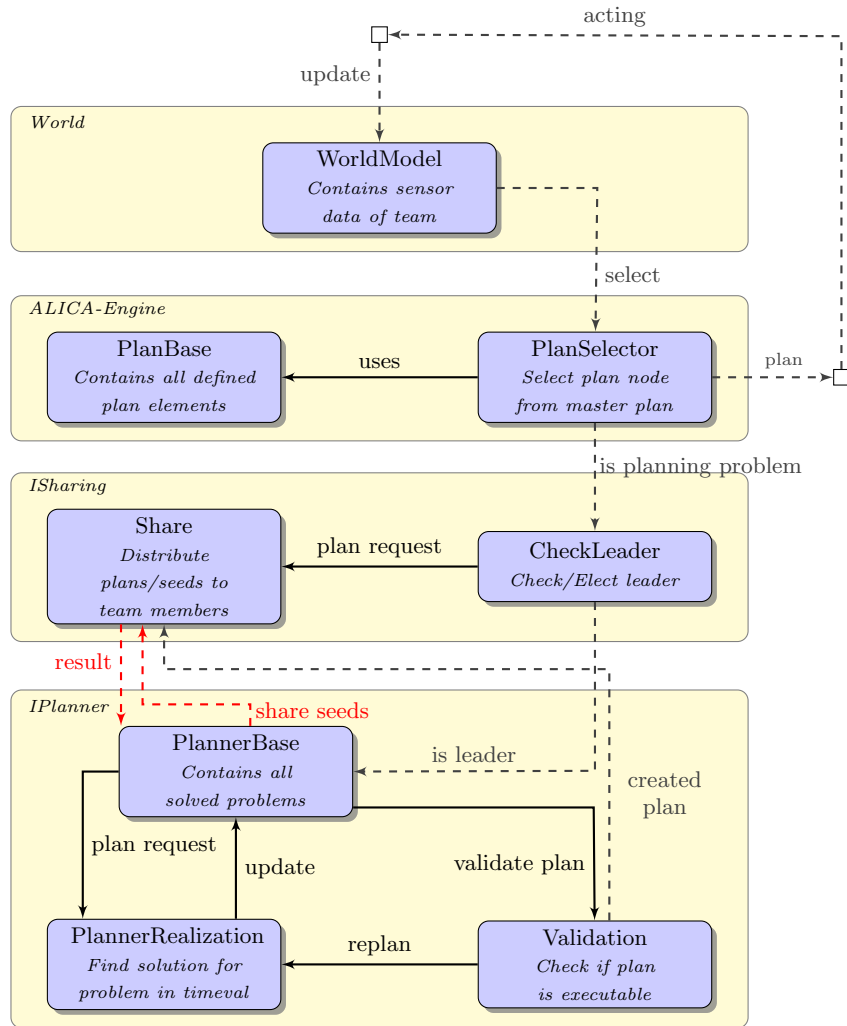 acting
update
World
WorldModel
Contains sensor
data of team
select
ALICA-Engine
PlanBase
Contains all defined
plan elements
uses
PlanSelector
Select plan node
from master plan
plan
is planning problem
ISharing
Share
Distribute
plans/seeds to
team members
plan request
CheckLeader
Check/Elect leader
result
share seeds
IPlanner
PlannerBase
Contains all
solved problems
is leader
created
plan
plan request
update
validate plan
PlannerRealization
Find solution for
problem in timeval
replan
Validation
Check if plan
is executable